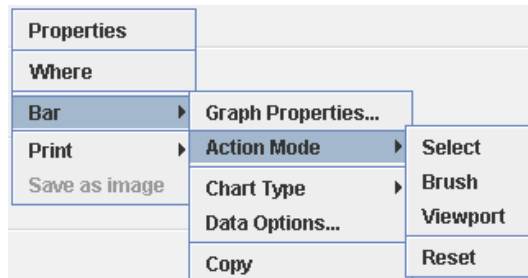 Properties
Where
Bar
Print
Save as image
Graph Properties...
Action Mode
Chart Type
Data Options...
Copy
Select
Brush
Viewport
Reset